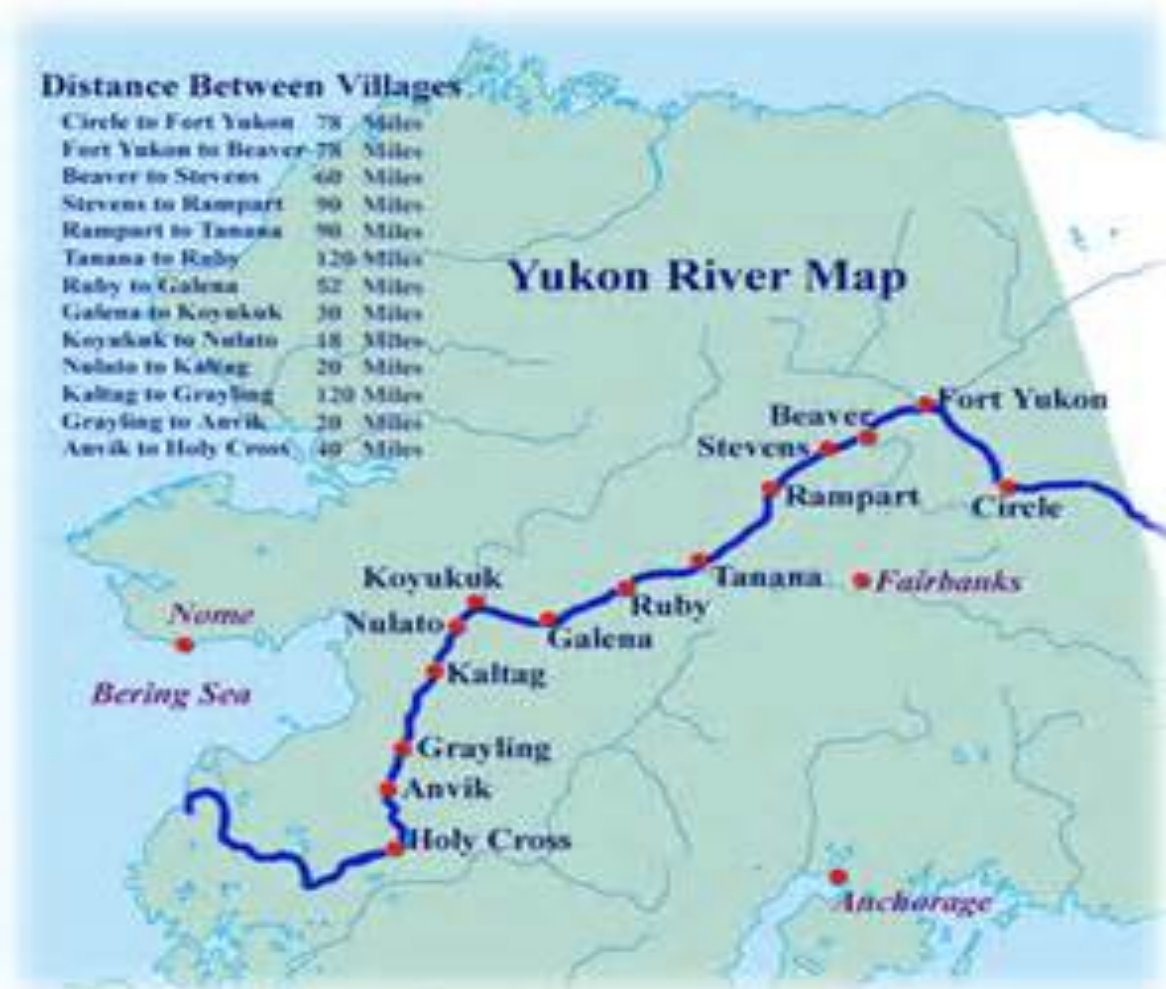 Distance Between Villages
Circle to Fort Yukon 78 Miles
Fort Yukon to Beaver 78 Miles
Beaver to Stevens 60 Miles
Stevens to Rampart 90 Miles
Rampart to Tanana 90 Miles
Tanana to Ruby 120 Miles
Ruby to Galena 52 Miles
Galena to Koyukuk 30 Miles
Koyukuk to Nulato 18 Miles
Nulato to Kaltag 20 Miles
Kaltag to Grayling 120 Miles
Grayling to Anvik 20 Miles
Anvik to Holy Cross 40 Miles
Yukon River Map
Fort Yukon
Beaver
Stevens
Rampart
Circle
Koyukuk
Tanana
Fairbanks
Nome
Nulato
Ruby
Galena
Kaltag
Bering Sea
Grayling
Anvik
Holy Cross
Anchorage